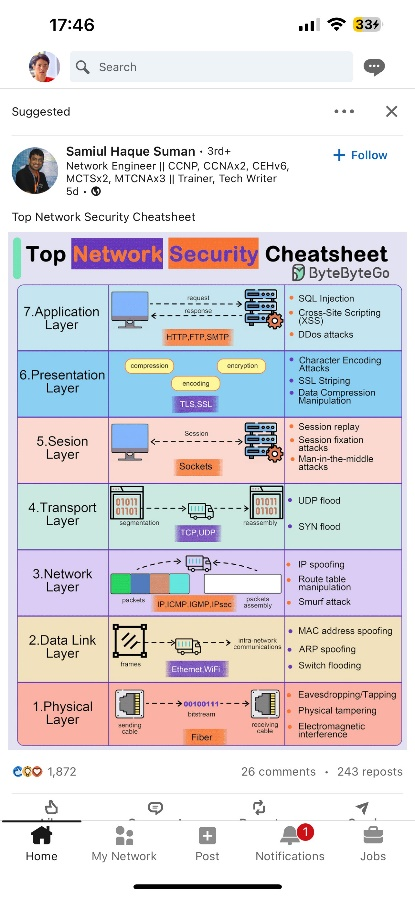 17:46
33
Search
Suggested
Samiul Haque Suman • 3rd+
Network Engineer || CCNP, CCNAx2, CEHv6,
MCTSx2, MTCNAx3 || Trainer, Tech Writer
5d •
+ Follow
Top Network Security Cheatsheet
Top Network Security Cheatsheet
ByteByteGo
7.Application
Layer
request
response
HTTP,FTP,SMTP
SQL Injection
Cross-Site Scripting
(XSS)
DDos attacks
6.Presentation
Layer
compression
encryption
encoding
TLS,SSL
Character Encoding
Attacks
SSL Striping
Data Compression
Manipulation
5.Sesion
Layer
Session
Sockets
Session replay
Session fixation
attacks
Man-in-the-middle
attacks
4.Transport
Layer
01011
01101
01011
01101
segmentation
reassembly
TCP,UDP
UDP flood
SYN flood
3.Network
Layer
packets
packets
assembly
IP,ICMP,IGMP,IPsec
IP spoofing
Route table
manipulation
Smurf attack
2.Data Link
Layer
frames
intra-network
communications
Ethernet,WiFi
MAC address spoofing
ARP spoofing
Switch flooding
1.Physical
Layer
sending
cable
00100111
bitstream
receiving
cable
Fiber
Eavesdropping/Tapping
Physical tampering
Electromagnetic
interference
1,872
26 comments • 243 reposts
Home
My Network
Post
1
Notifications
Jobs